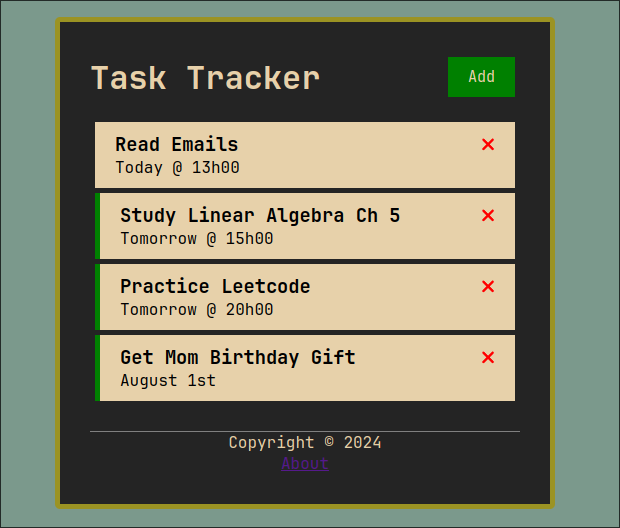 Task Tracker
Add
Read Emails
Today @ 13h00
Study Linear Algebra Ch 5
Tomorrow @ 15h00
Practice Leetcode
Tomorrow @ 20h00
Get Mom Birthday Gift
August 1st
Copyright © 2024
About